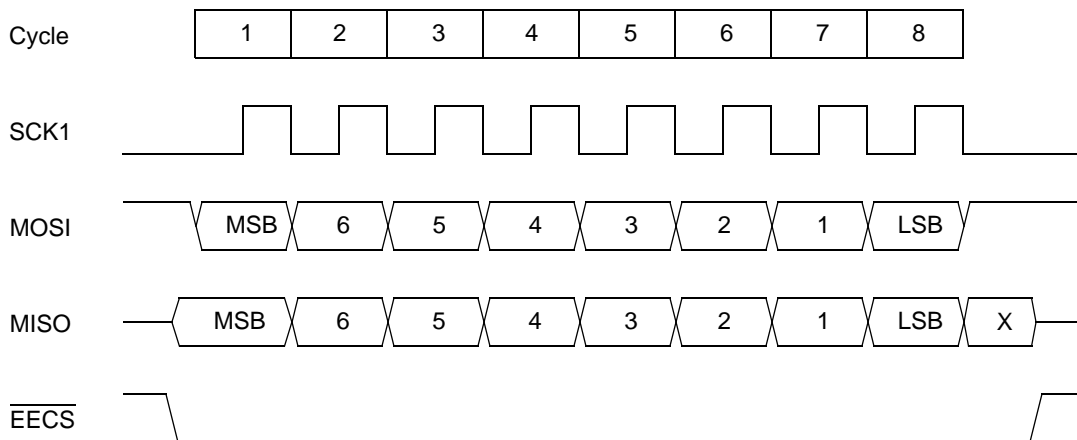 Cycle 1 2 3 4 5 6 7 8
SCK1
MOSI MSB 6 5 4 3 2 1 LSB
MISO MSB 6 5 4 3 2 1 LSB X
EECS